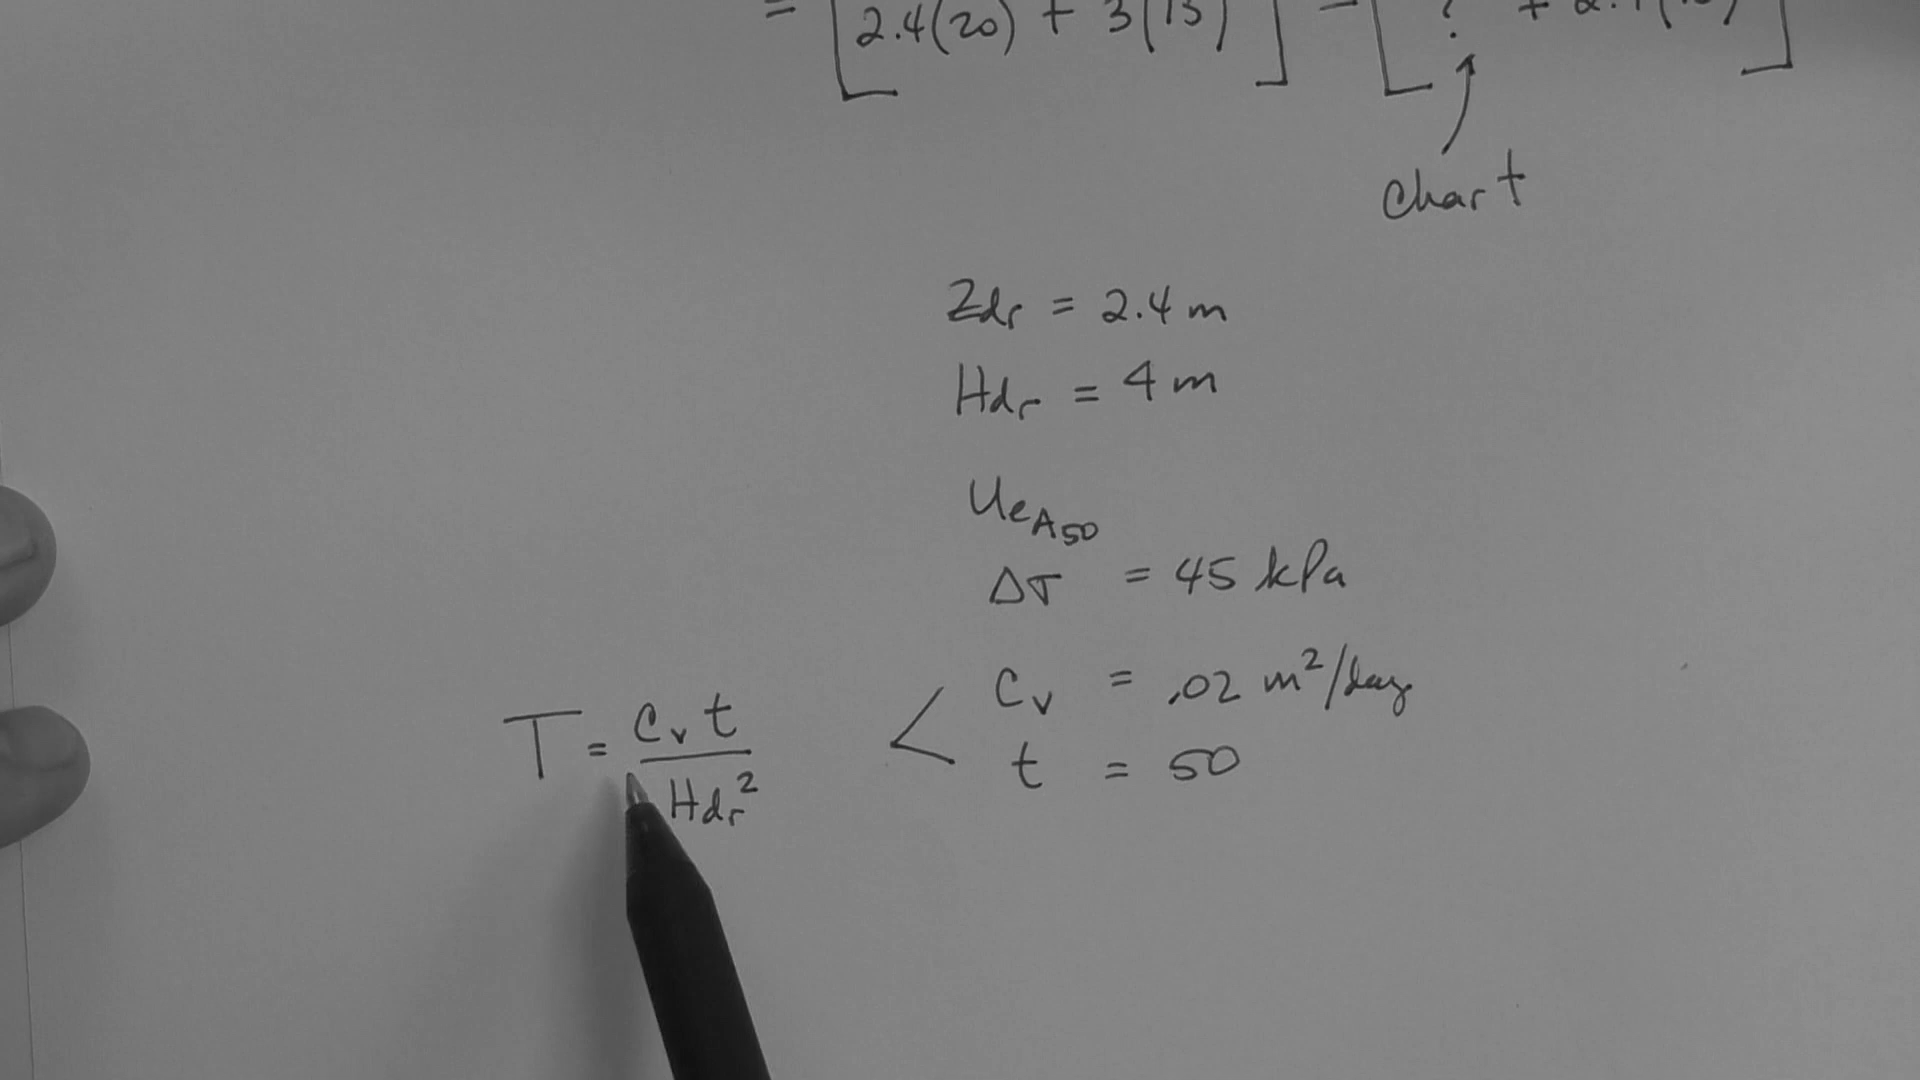 = [2.4(20) + 3(15)] - [? +
chart
Zdr = 2.4 m
Hdr = 4 m
UeA50
Δσ = 45 kPa
Cv = .02 m²/day
T = Cv t / Hdr²
< t = 50